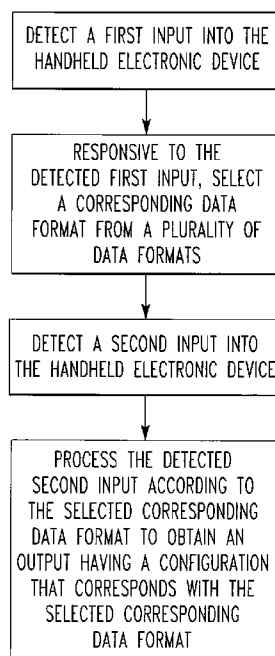 DETECT A FIRST INPUT INTO THE
HANDHELD ELECTRONIC DEVICE
RESPONSIVE TO THE
DETECTED FIRST INPUT, SELECT
A CORRESPONDING DATA
FORMAT FROM A PLURALITY OF
DATA FORMATS
DETECT A SECOND INPUT INTO
THE HANDHELD ELECTRONIC DEVICE
PROCESS THE DETECTED
SECOND INPUT ACCORDING TO
THE SELECTED CORRESPONDING
DATA FORMAT TO OBTAIN AN
OUTPUT HAVING A CONFIGURATION
THAT CORRESPONDS WITH THE
SELECTED CORRESPONDING
DATA FORMAT